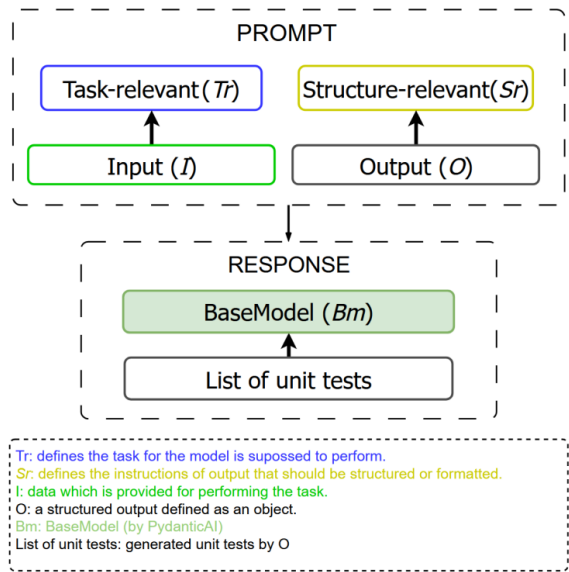 PROMPT
Task-relevant(Tr) Structure-relevant(Sr)
Input (I) Output (O)
RESPONSE
BaseModel (Bm)
List of unit tests
Tr: defines the task for the model is supossed to perform.
Sr: defines the instructions of output that should be structured or formatted.
I: data which is provided for performing the task.
O: a structured output defined as an object.
Bm: BaseModel (by PydanticAI)
List of unit tests: generated unit tests by O